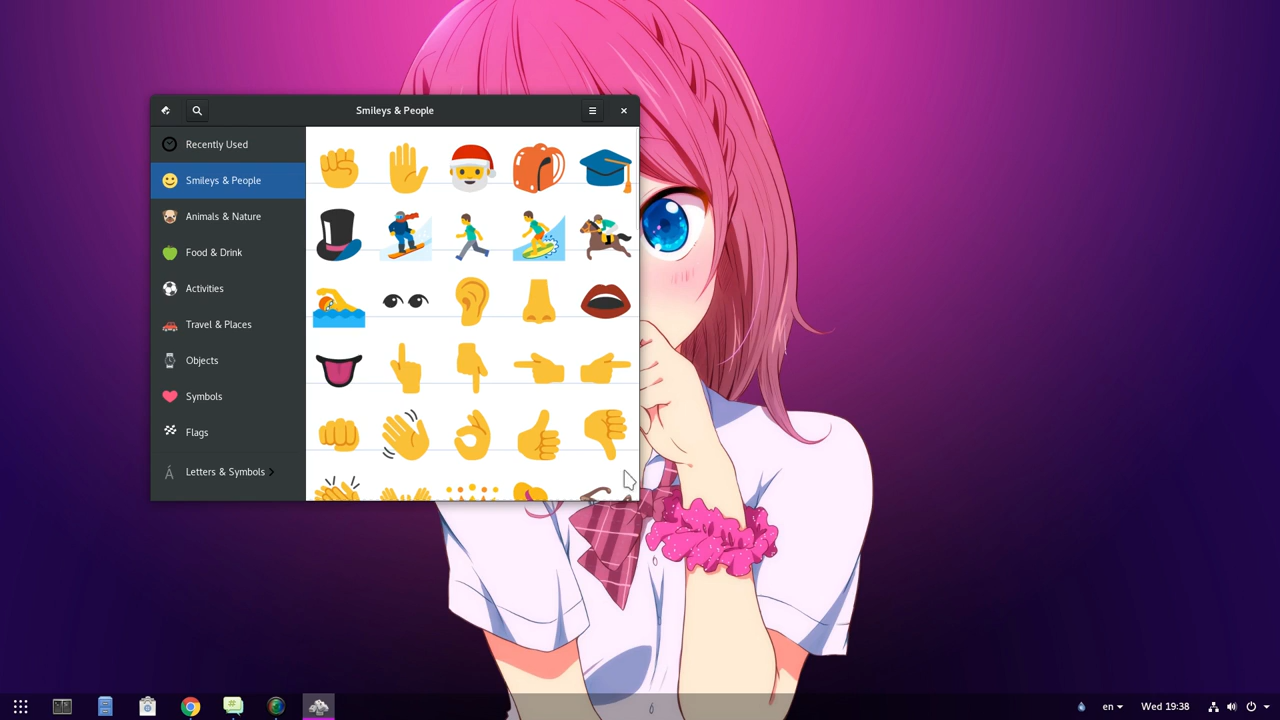 Smileys & People
Recently Used
Smileys & People
Animals & Nature
Food & Drink
Activities
Travel & Places
Objects
Symbols
Flags
Letters & Symbols
en
Wed 19:38